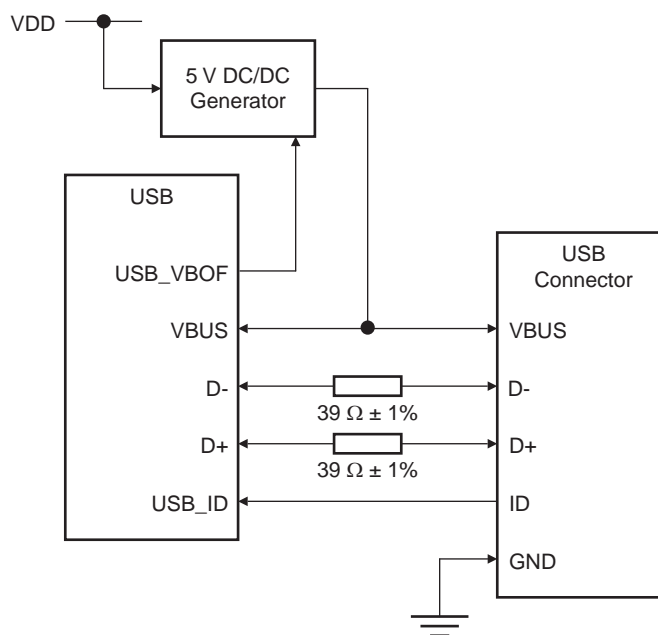 VDD
5 V DC/DC
Generator
USB
USB_VBOF
VBUS
D-
D+
USB_ID
39 Ω ± 1%
39 Ω ± 1%
USB
Connector
VBUS
D-
D+
ID
GND